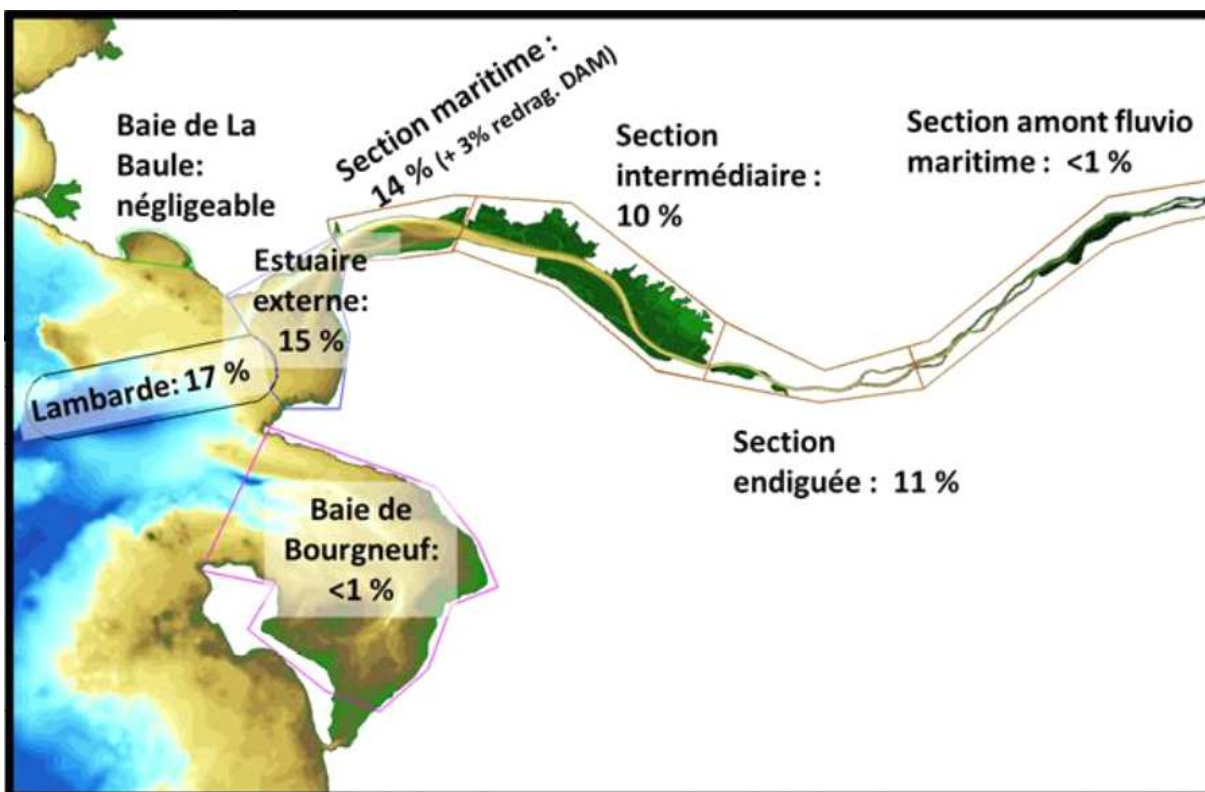 Baie de La
Baule:
négligeable
Section maritime :
14 % (+ 3% redrag. DAM)
Section
intermédiaire :
10 %
Section amont fluvio
maritime : <1 %
Estuaire
externe:
15 %
Lambarde: 17 %
Section
endiguée : 11 %
Baie de
Bourgneuf:
<1 %